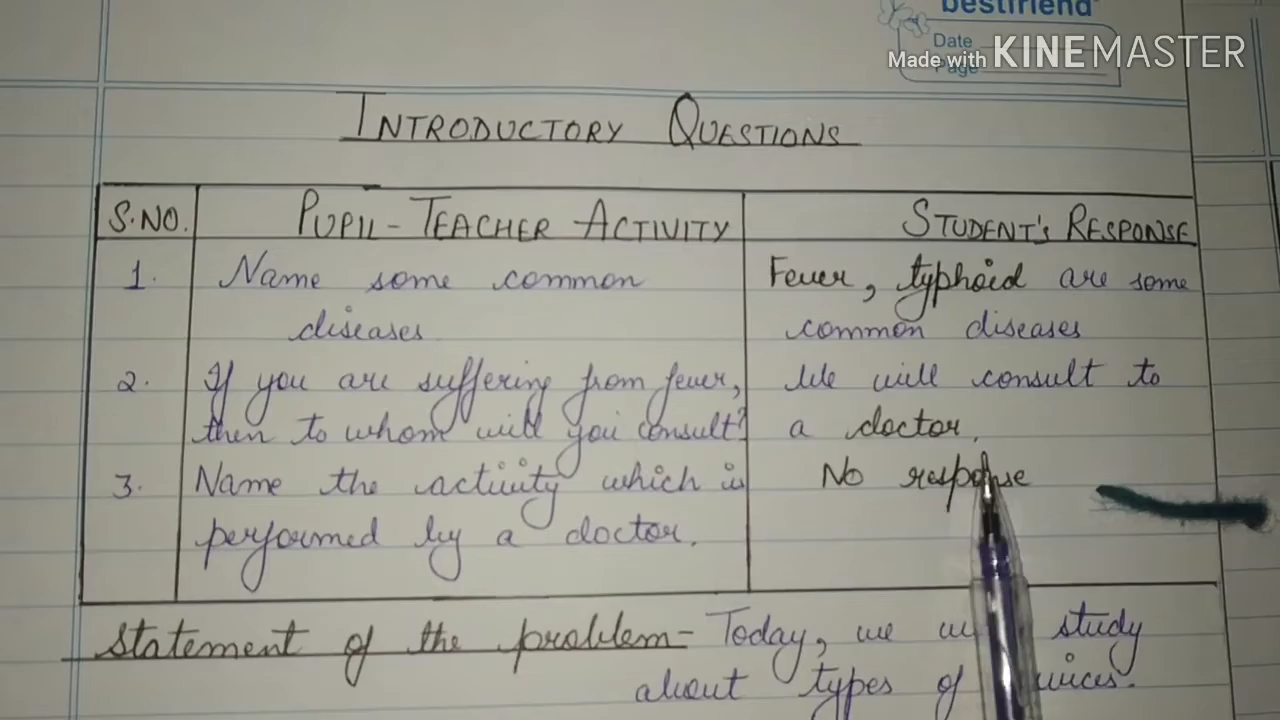 bestfriend
Date
Page
Made with KINEMASTER
INTRODUCTORY QUESTIONS
S.NO. PUPIL-TEACHER ACTIVITY STUDENT'S RESPONSE
1. Name some common Fever, typhoid are some
diseases common diseases
2. If you are suffering from fever, We will consult to
then to whom will you consult? a doctor.
3. Name the activity which is No response
performed by a doctor.
Statement of the problem- Today, we study
about types of